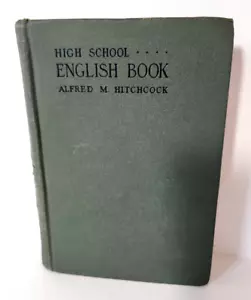 HIGH SCHOOL ....
ENGLISH BOOK
ALFRED M. HITCHCOCK